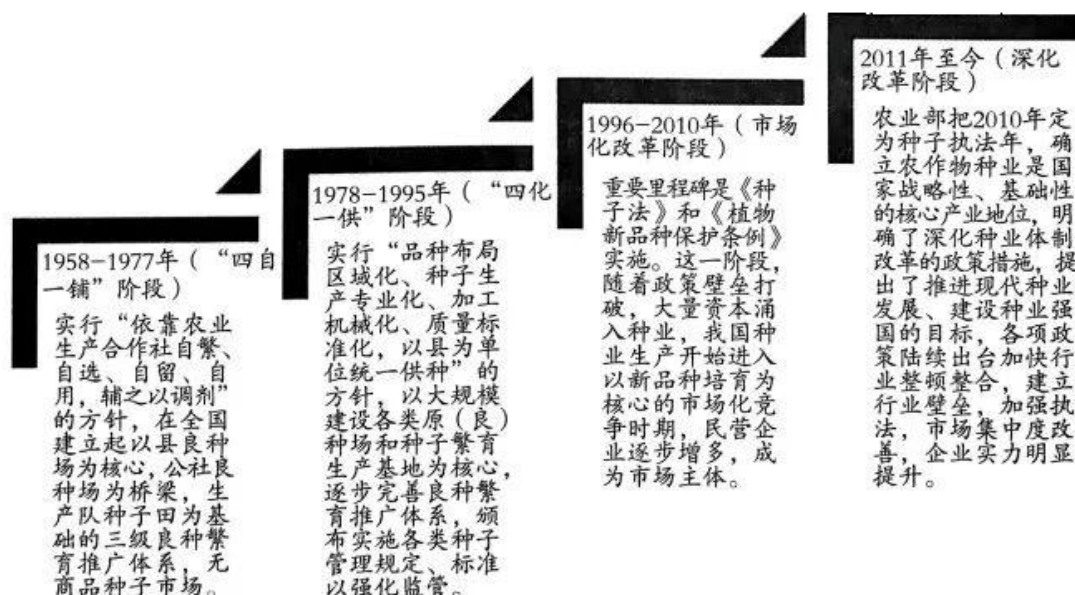 1958-1977年（“四自
一铺”阶段）
实行“依靠农业
生产合作社自繁、
自选、自留、自
用，辅之以调剂”
的方针，在全国
建立起以县良种
场为核心，公社良
种场为桥梁，生
产队种子田为基
础的三级良种繁
育推广体系，无
商品种子市场。
1978-1995年（“四化
一供”阶段）
实行“品种布局
区域化、种子生
产专业化、加工
机械化、质量标
准化，以县为单
位统一供种”的
方针，以大规模
建设各类原（良）
种场和种子繁育
生产基地为核心，
逐步完善良种繁
育推广体系，颁
布实施各类种子
管理规定、标准
以强化监管。
1996-2010年（市场
化改革阶段）
重要里程碑是《种
子法》和《植物
新品种保护条例》
实施。这一阶段，
随着政策壁垒打
破，大量资本涌
入种业，我国种
业生产开始进入
以新品种培育为
核心的市场化竞
争时期，民营企
业逐步增多，成
为市场主体。
2011年至今（深化
改革阶段）
农业部把2010年定
为种子执法年，确
立农作物种业是国
家战略性、基础性
的核心产业地位，明
确了深化种业体制
改革的政策措施，提
出了推进现代种业
发展、建设种业强
国的目标，各项政
策陆续出台加快行
业整顿整合，建立
行业壁垒，加强执
法，市场集中度改
善，企业实力明显
提升。